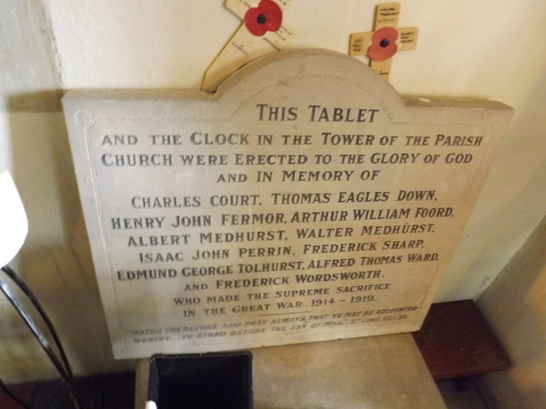 THIS TABLET
AND THE CLOCK IN THE TOWER OF THE PARISH
CHURCH WERE ERECTED TO THE GLORY OF GOD
AND IN MEMORY OF
CHARLES COURT, THOMAS EAGLES DOWN,
HENRY JOHN FERMOR, ARTHUR WILLIAM FOORD,
ALBERT MEDHURST, WALTER MEDHURST,
ISAAC JOHN PERRIN, FREDERICK SHARP,
EDMUND GEORGE TOLHURST, ALFRED THOMAS WARD,
AND FREDERICK WORDSWORTH.
WHO MADE THE SUPREME SACRIFICE
IN THE GREAT WAR 1914 – 1919.
"WATCH THEREFORE AND PRAY ALWAYS, THAT YE MAY BE ACCOUNTED
WORTHY — TO STAND BEFORE THE SON OF MAN."